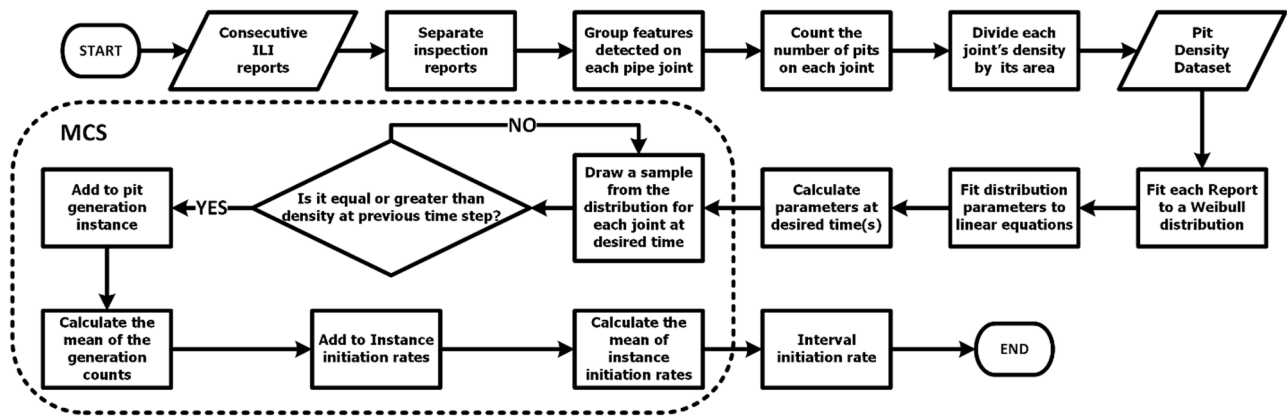 START
Consecutive
ILI
reports
Separate
inspection
reports
Group features
detected on
each pipe joint
Count the
number of pits
on each joint
Divide each
joint's density
by its area
Pit
Density
Dataset
MCS
NO
Add to pit
generation
instance
YES
Is it equal or greater than
density at previous time step?
Draw a sample
from the
distribution for
each joint at
desired time
Calculate
parameters at
desired time(s)
Fit distribution
parameters to
linear equations
Fit each Report
to a Weibull
distribution
Calculate the
mean of the
generation
counts
Add to Instance
initiation rates
Calculate the
mean of
instance
initiation rates
Interval
initiation rate
END